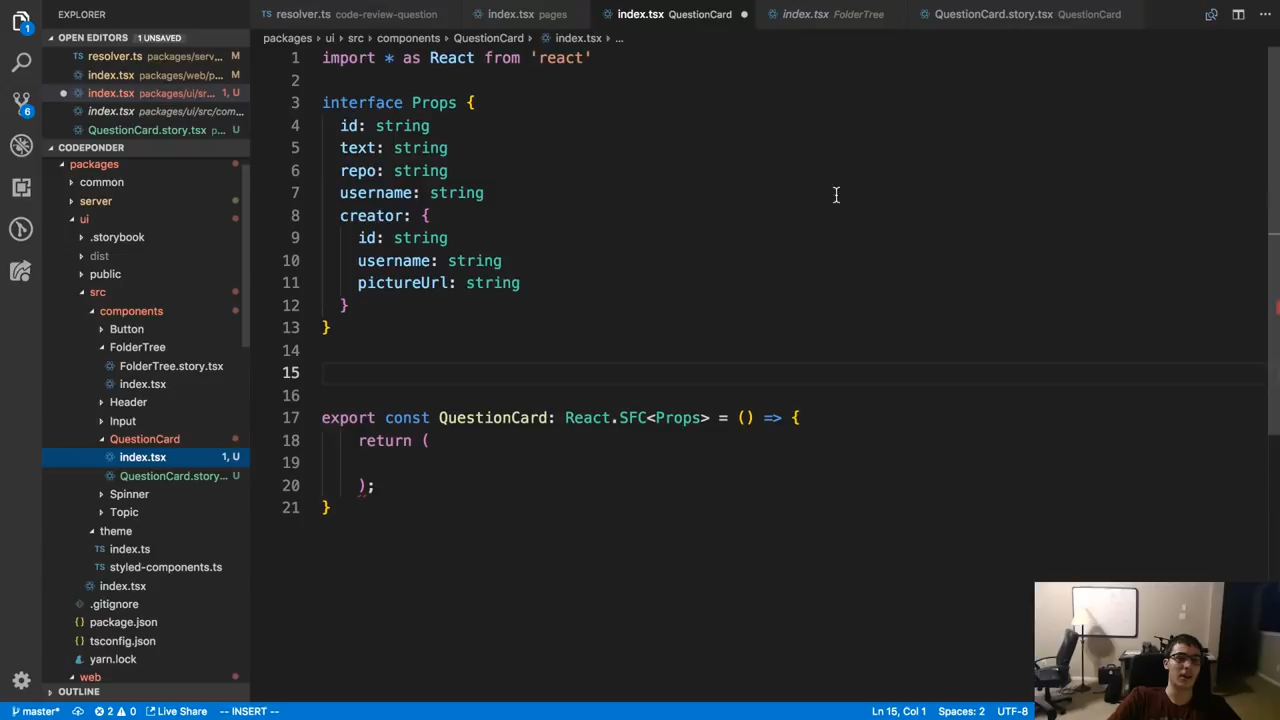 EXPLORER
resolver.ts code-review-question
index.tsx pages
index.tsx QuestionCard
index.tsx FolderTree
QuestionCard.story.tsx QuestionCard
OPEN EDITORS 1 UNSAVED
resolver.ts packages/serv... M
index.tsx packages/web/p... M
index.tsx packages/ui/sr... 1, U
index.tsx packages/ui/src/com...
QuestionCard.story.tsx p... U
CODEPONDER
packages
common
server
ui
.storybook
dist
public
src
components
Button
FolderTree
FolderTree.story.tsx
index.tsx
Header
Input
QuestionCard
index.tsx 1, U
QuestionCard.story... U
Spinner
Topic
theme
index.ts
styled-components.ts
index.tsx
.gitignore
package.json
tsconfig.json
yarn.lock
web
OUTLINE
packages ui src components QuestionCard index.tsx ...
1 import * as React from 'react'
2
3 interface Props {
4 id: string
5 text: string
6 repo: string
7 username: string
8 creator: {
9 id: string
10 username: string
11 pictureUrl: string
12 }
13 }
14
15
16
17 export const QuestionCard: React.SFC<Props> = () => {
18 return (
19
20 );
21 }
1
6
master* 2 0 Live Share -- INSERT -- Ln 15, Col 1 Spaces: 2 UTF-8